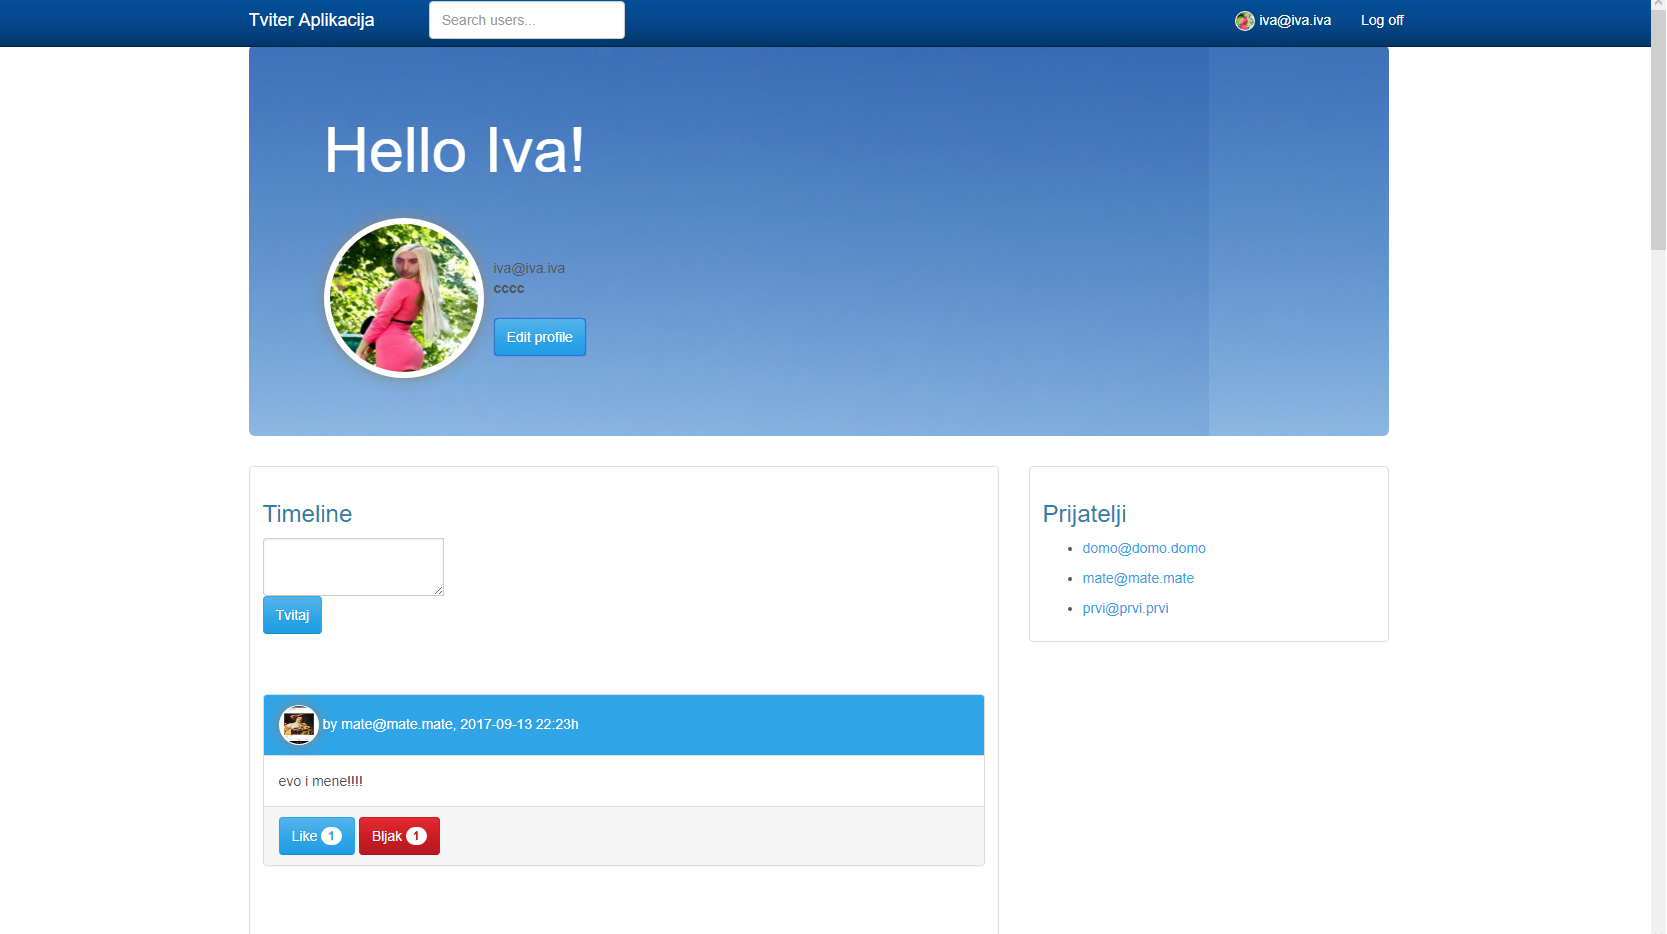 Tviter Aplikacija
Search users...
iva@iva.iva
Log off
Hello Iva!
iva@iva.iva
cccc
Edit profile
Timeline
Tvitaj
by mate@mate.mate, 2017-09-13 22:23h
evo i mene!!!!
Like 1
Bljak 1
Prijatelji
domo@domo.domo
mate@mate.mate
prvi@prvi.prvi